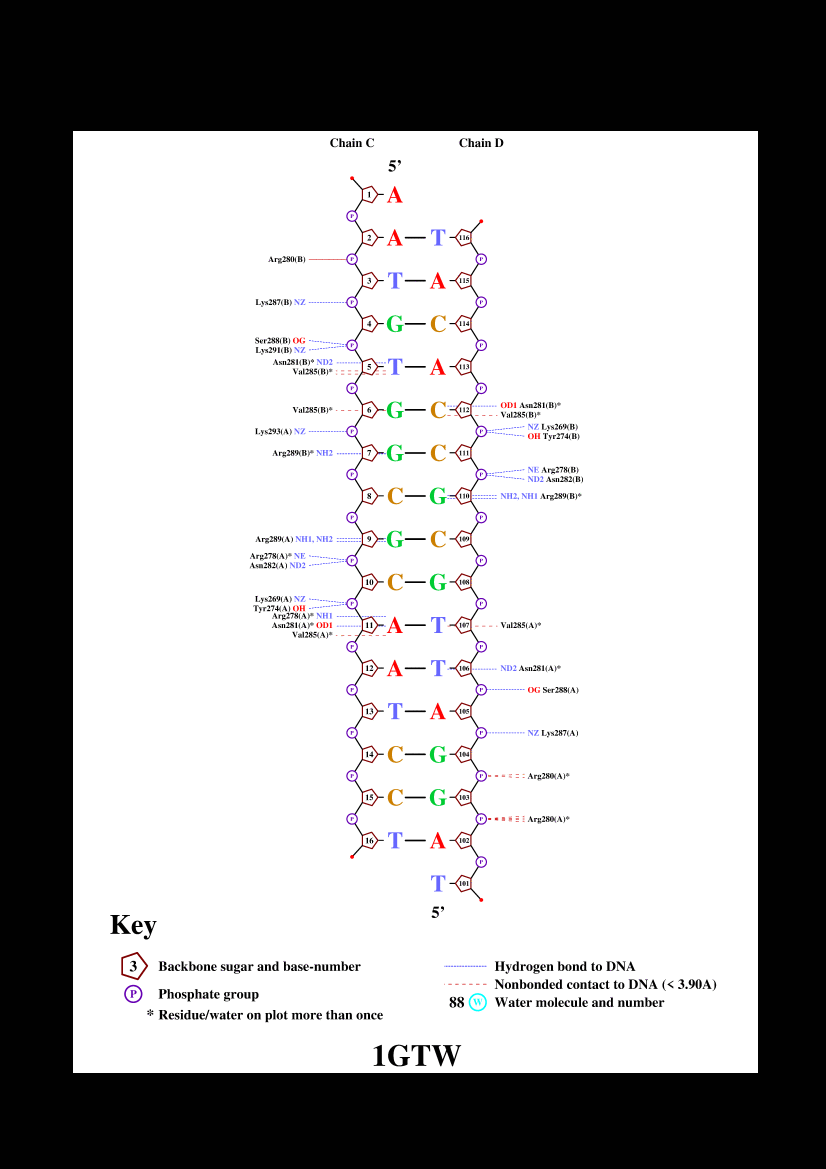 Chain C Chain D
5’
1 A
P
2 A T 116
Arg280(B) P P
3 T A 115
Lys287(B) NZ P P
4 G C 114
Ser288(B) OG P P
Lys291(B) NZ
Asn281(B)* ND2 5 T A 113
Val285(B)*
P P
Val285(B)* 6 G C 112 OD1 Asn281(B)*
Val285(B)*
Lys293(A) NZ P P NZ Lys269(B)
OH Tyr274(B)
Arg289(B)* NH2 7 G C 111
P P NE Arg278(B)
ND2 Asn282(B)
8 C G 110 NH2, NH1 Arg289(B)*
P P
Arg289(A) NH1, NH2 9 G C 109
Arg278(A)* NE P P
Asn282(A) ND2
10 C G 108
Lys269(A) NZ P P
Tyr274(A) OH
Arg278(A)* NH1
Asn281(A)* OD1 11 A T 107 Val285(A)*
Val285(A)*
P P
12 A T 106 ND2 Asn281(A)*
P P OG Ser288(A)
13 T A 105
P P NZ Lys287(A)
14 C G 104
P P Arg280(A)*
15 C G 103
P P Arg280(A)*
16 T A 102
P
T 101
5’
Key
3 Backbone sugar and base-number
P Phosphate group
* Residue/water on plot more than once
Hydrogen bond to DNA
Nonbonded contact to DNA (< 3.90A)
88 W Water molecule and number
1GTW